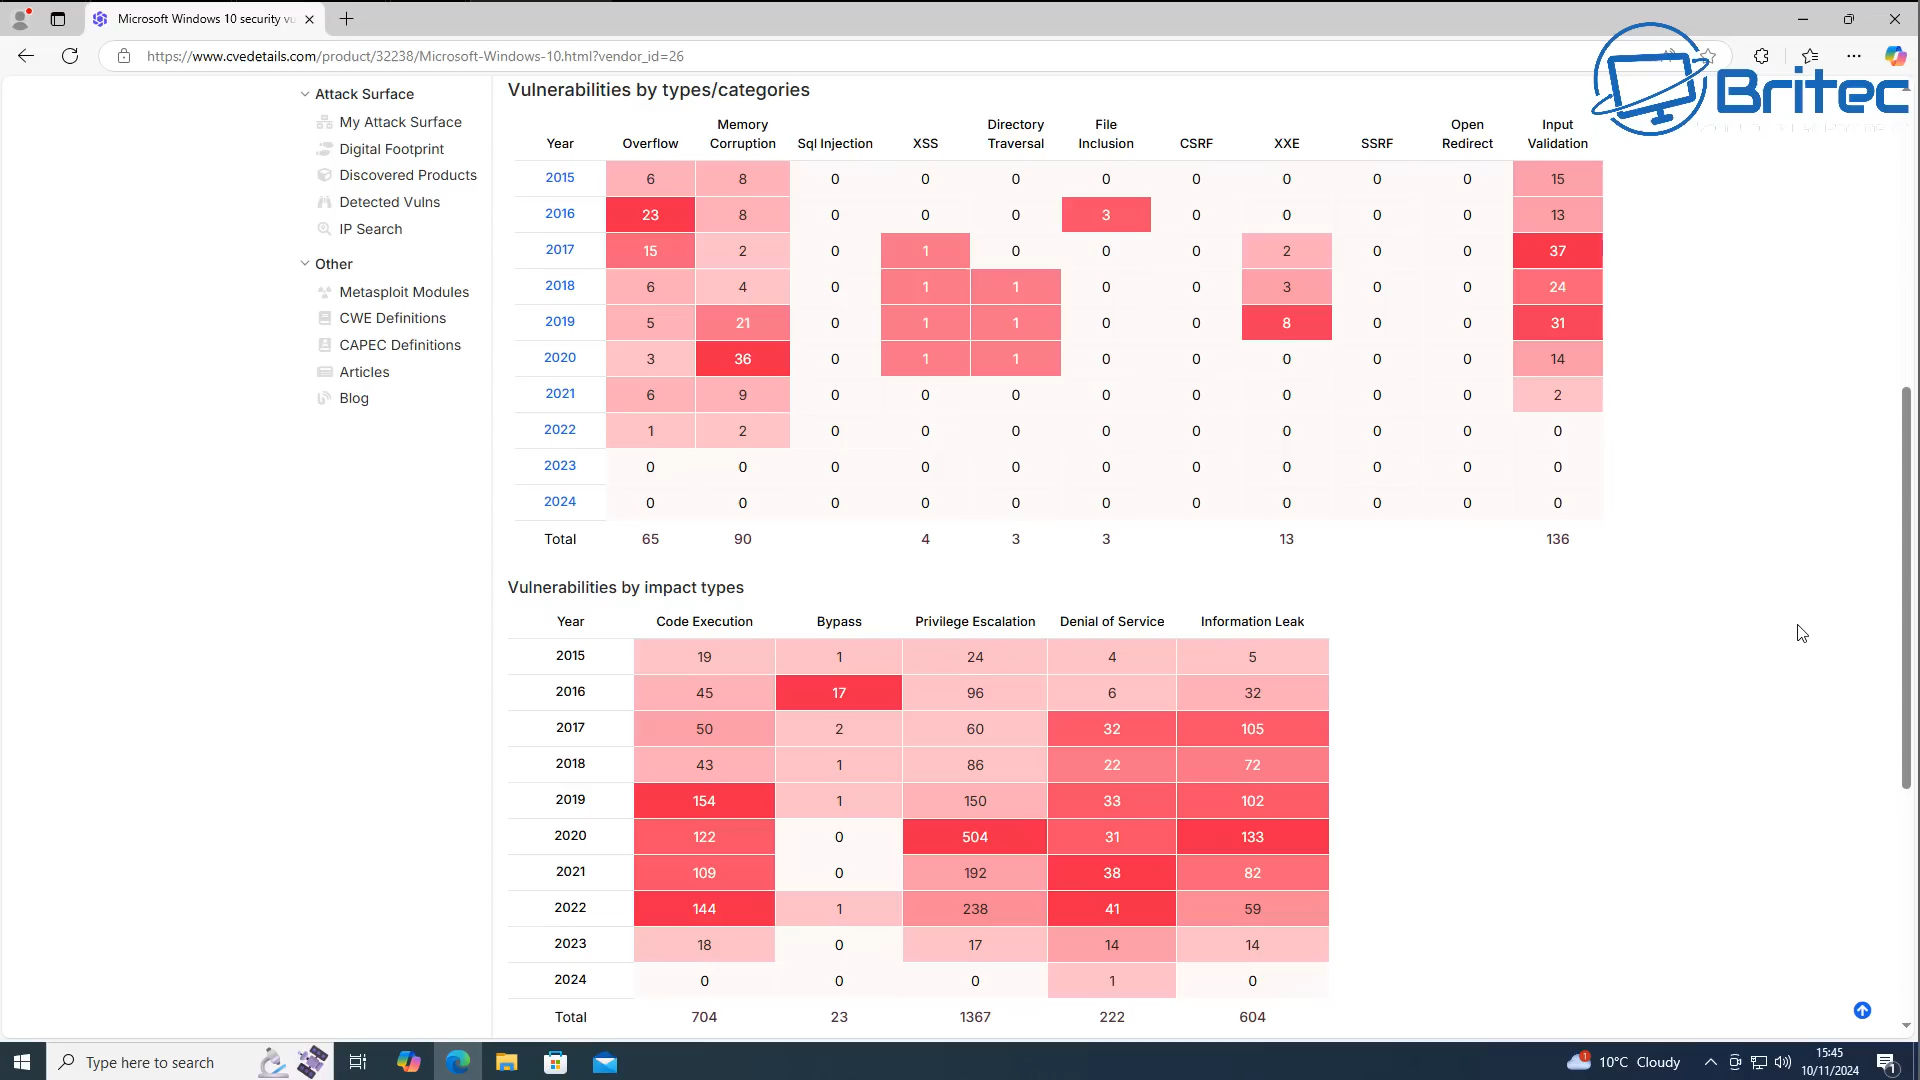 Microsoft Windows 10 security vu
https://www.cvedetails.com/product/32238/Microsoft-Windows-10.html?vendor_id=26
Britec
Attack Surface
My Attack Surface
Digital Footprint
Discovered Products
Detected Vulns
IP Search
Other
Metasploit Modules
CWE Definitions
CAPEC Definitions
Articles
Blog
Vulnerabilities by types/categories
Year Overflow Memory Corruption Sql Injection XSS Directory Traversal File Inclusion CSRF XXE SSRF Open Redirect Input Validation
2015 6 8 0 0 0 0 0 0 0 0 15
2016 23 8 0 0 0 3 0 0 0 0 13
2017 15 2 0 1 0 0 0 2 0 0 37
2018 6 4 0 1 1 0 0 3 0 0 24
2019 5 21 0 1 1 0 0 8 0 0 31
2020 3 36 0 1 1 0 0 0 0 0 14
2021 6 9 0 0 0 0 0 0 0 0 2
2022 1 2 0 0 0 0 0 0 0 0 0
2023 0 0 0 0 0 0 0 0 0 0 0
2024 0 0 0 0 0 0 0 0 0 0 0
Total 65 90 4 3 3 13 136
Vulnerabilities by impact types
Year Code Execution Bypass Privilege Escalation Denial of Service Information Leak
2015 19 1 24 4 5
2016 45 17 96 6 32
2017 50 2 60 32 105
2018 43 1 86 22 72
2019 154 1 150 33 102
2020 122 0 504 31 133
2021 109 0 192 38 82
2022 144 1 238 41 59
2023 18 0 17 14 14
2024 0 0 0 1 0
Total 704 23 1367 222 604
Type here to search
1
10°C Cloudy
15:45
10/11/2024
1